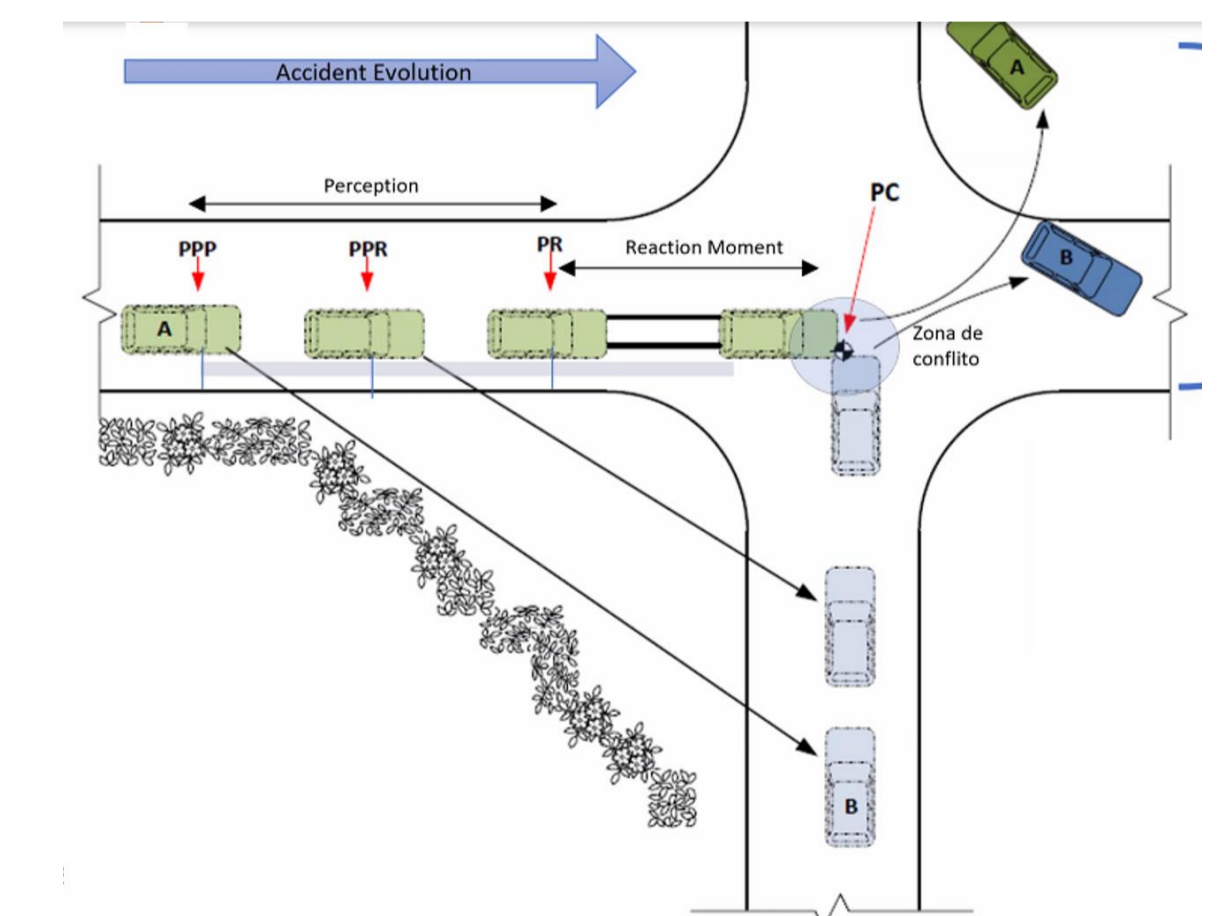 Accident Evolution
A
Perception
PC
PPP
PPR
PR
Reaction Moment
B
A
Zona de
conflito
B